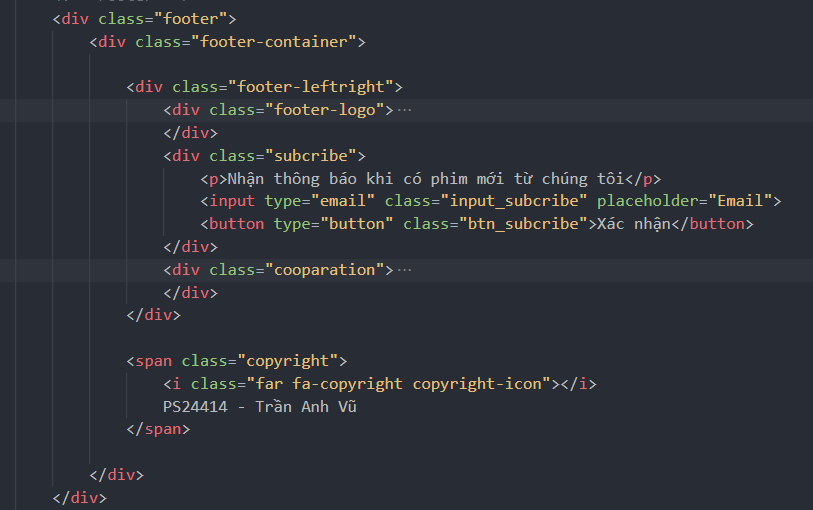 <div class="footer">
<div class="footer-container">
<div class="footer-leftright">
<div class="footer-logo">···
</div>
<div class="subcribe">
<p>Nhận thông báo khi có phim mới từ chúng tôi</p>
<input type="email" class="input_subcribe" placeholder="Email">
<button type="button" class="btn_subcribe">Xác nhận</button>
</div>
<div class="cooparation">···
</div>
</div>
<span class="copyright">
<i class="far fa-copyright copyright-icon"></i>
PS24414 - Trần Anh Vũ
</span>
</div>
</div>